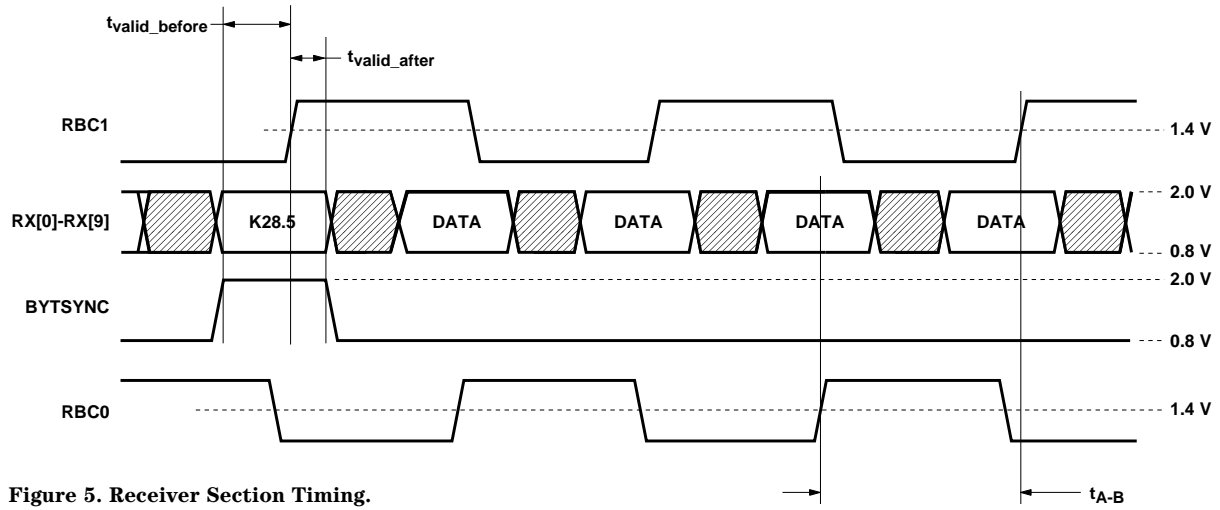 tvalid_before
tvalid_after
RBC1
1.4 V
2.0 V
RX[0]-RX[9]
K28.5
DATA
DATA
DATA
DATA
0.8 V
2.0 V
BYTSYNC
0.8 V
RBC0
1.4 V
tA-B
Figure 5. Receiver Section Timing.